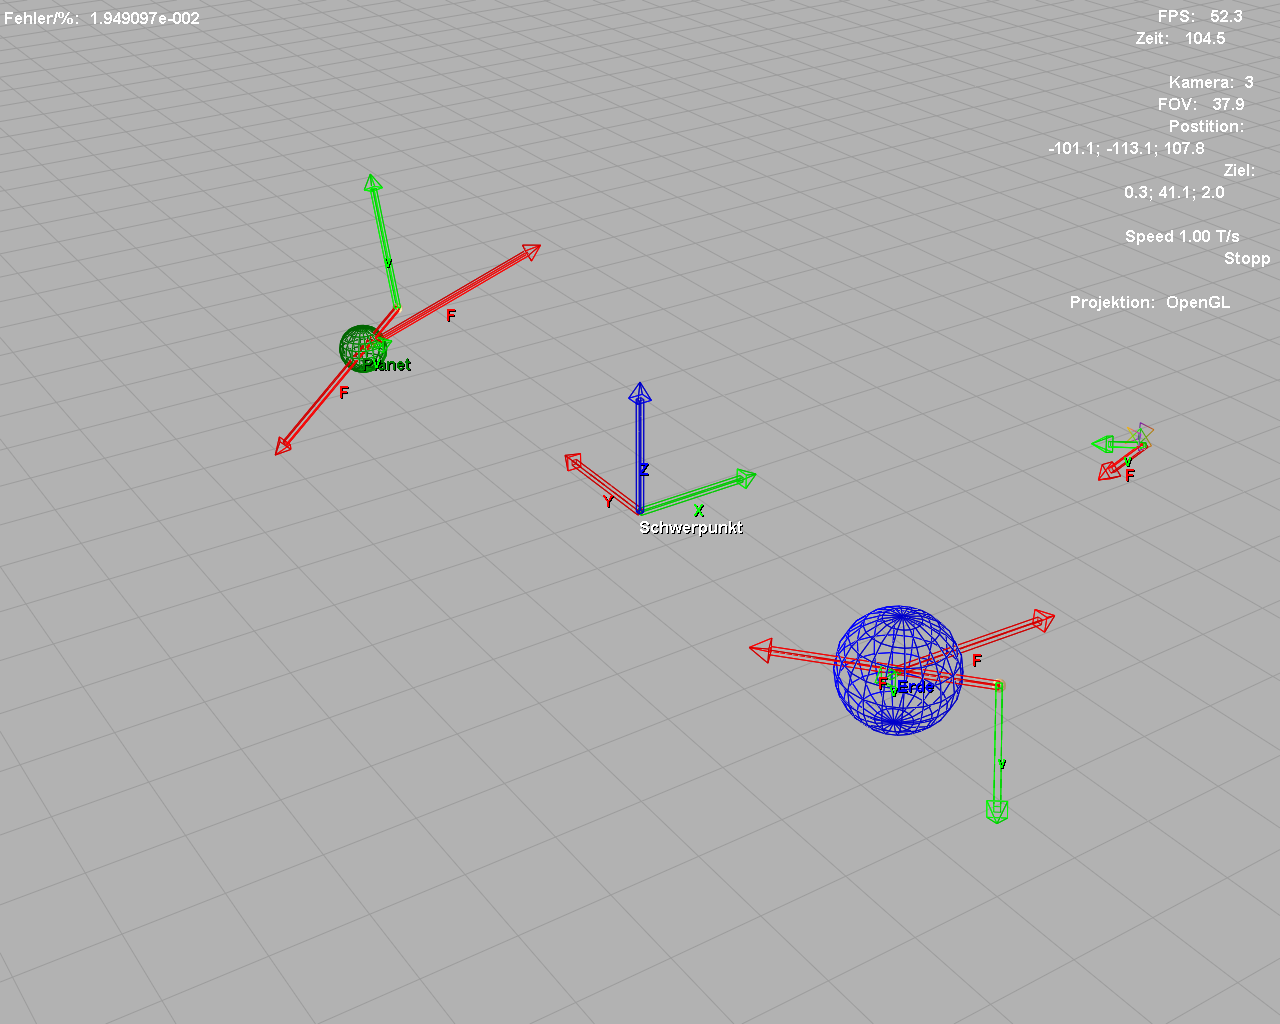 Fehler/%: 1.949097e-002
FPS: 52.3
Zeit: 104.5
Kamera: 3
FOV: 37.9
Postition:
-101.1; -113.1; 107.8
Ziel:
0.3; 41.1; 2.0
Speed 1.00 T/s
Stopp
Projektion: OpenGL
v
F
Planet
F
Z
Y
X
Schwerpunkt
v
F
F
F
Erde
v
v